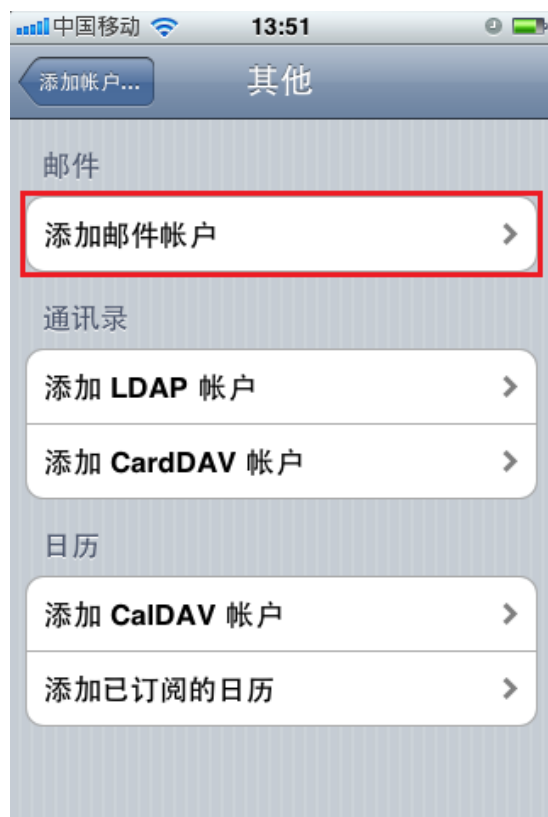 中国移动 13:51
添加帐户... 其他
邮件
添加邮件帐户
通讯录
添加 LDAP 帐户
添加 CardDAV 帐户
日历
添加 CalDAV 帐户
添加已订阅的日历